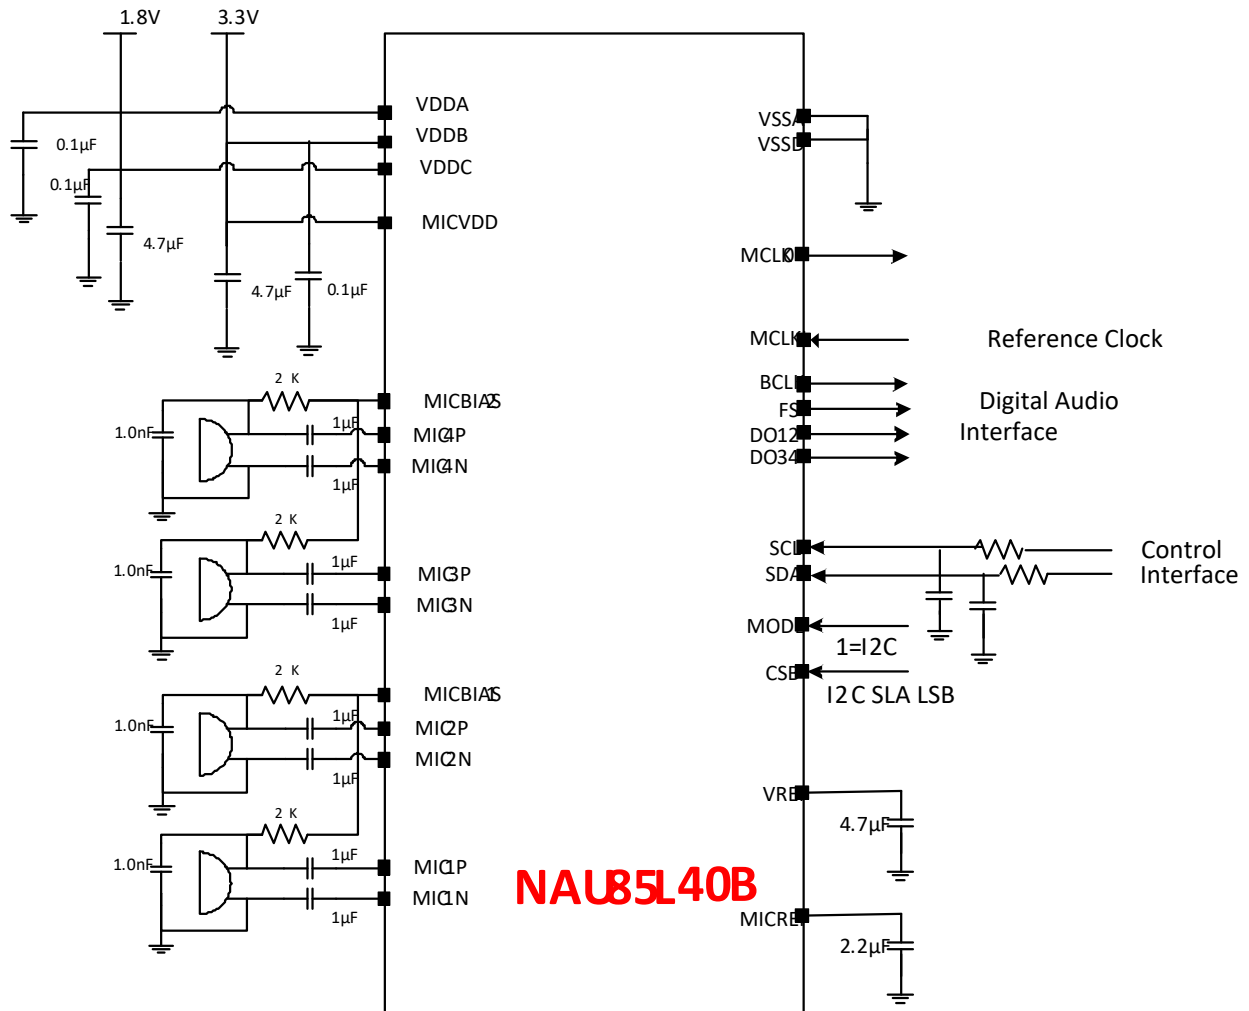 1.8V
3.3V
VDDA
VDDB
VDDC
MICVDD
0.1µF
0.1µF
4.7µF
4.7µF
0.1µF
VSSA
VSSD
MCLKO
MCLKI
Reference Clock
BCLK
FS
DO12
DO34
Digital Audio
Interface
2 K
MICBIAS2
1.0nF
1µF
MIC4P
MIC4N
1µF
2 K
1.0nF
1µF
MIC3P
MIC3N
1µF
SCL
SDA
Control
Interface
MODE
1=I2C
CSB
I2C SLA LSB
2 K
MICBIAS1
1.0nF
1µF
MIC2P
MIC2N
1µF
2 K
1.0nF
1µF
MIC1P
MIC1N
1µF
VREF
4.7µF
NAU85L40B
MICREF
2.2µF